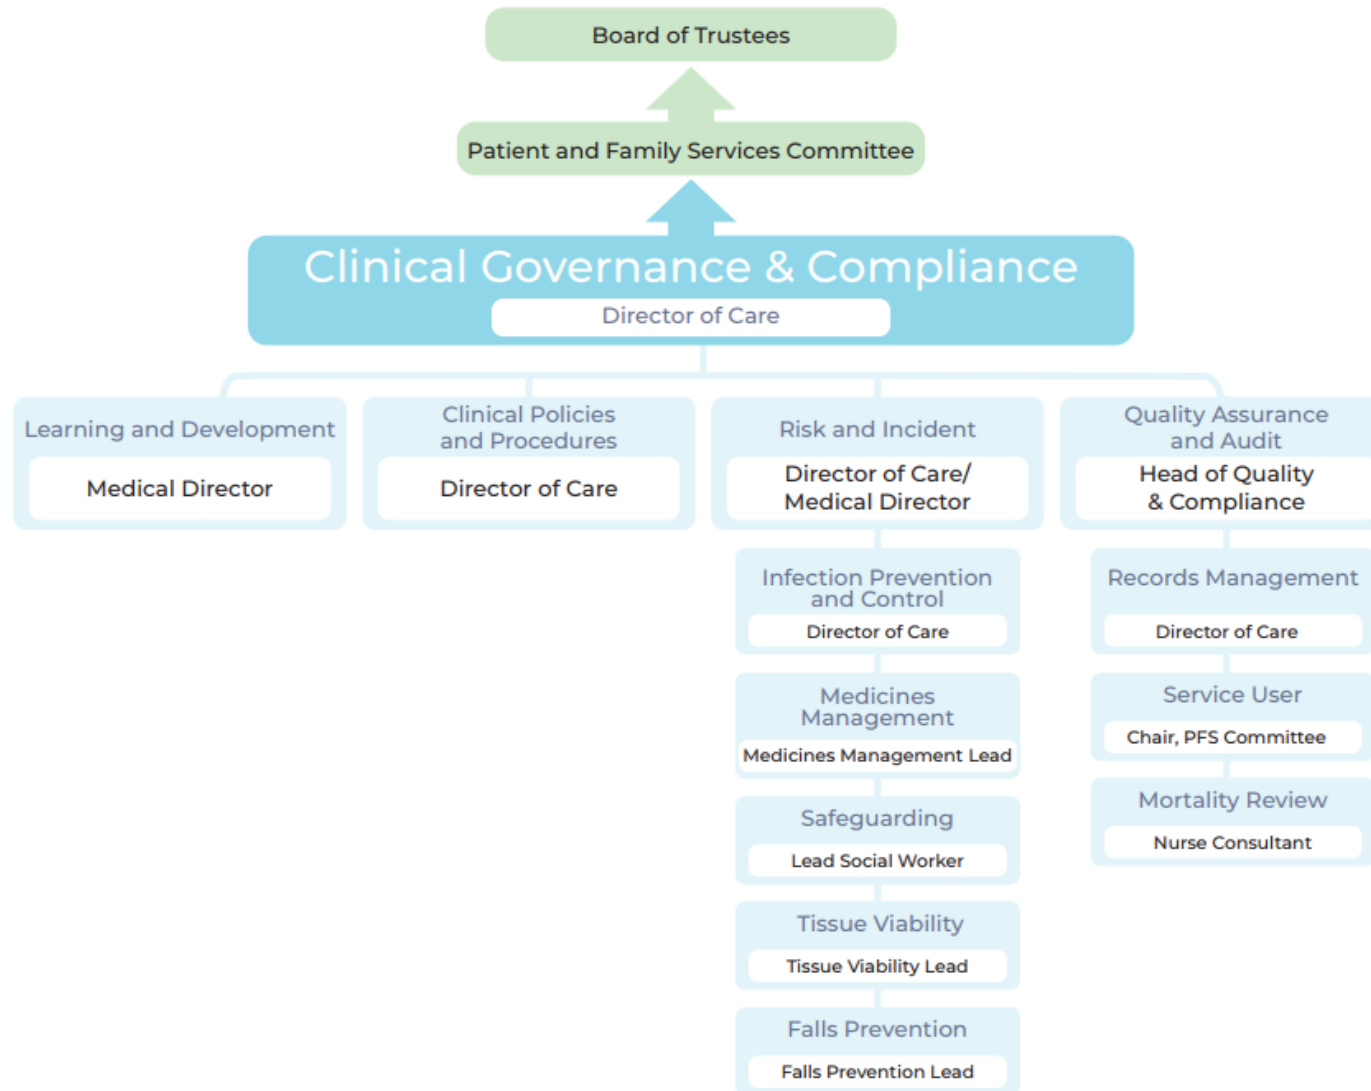 Board of Trustees
Patient and Family Services Committee
Clinical Governance & Compliance
Director of Care
Learning and Development
Medical Director
Clinical Policies
and Procedures
Director of Care
Risk and Incident
Director of Care/
Medical Director
Quality Assurance
and Audit
Head of Quality
& Compliance
Infection Prevention
and Control
Director of Care
Medicines
Management
Medicines Management Lead
Safeguarding
Lead Social Worker
Tissue Viability
Tissue Viability Lead
Falls Prevention
Falls Prevention Lead
Records Management
Director of Care
Service User
Chair, PFS Committee
Mortality Review
Nurse Consultant